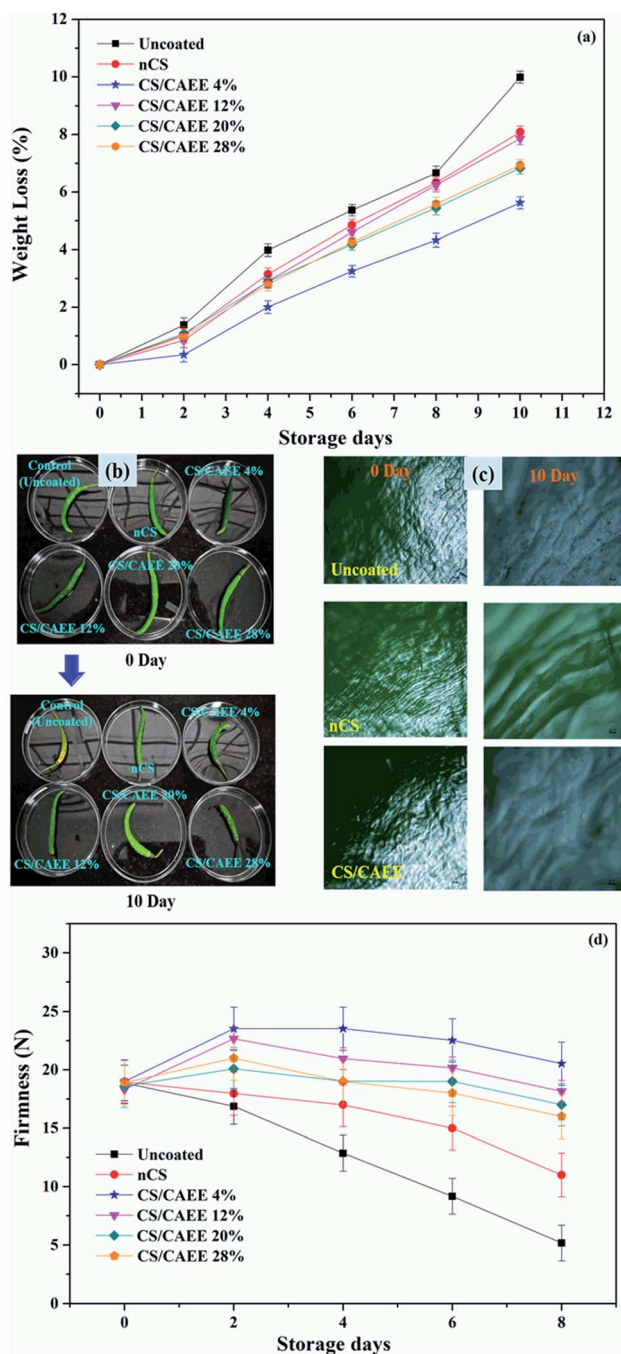 (a)
Uncoated
nCS
CS/CAEE 4%
CS/CAEE 12%
CS/CAEE 20%
CS/CAEE 28%
Weight Loss (%)
12
10
8
6
4
2
0
0 1 2 3 4 5 6 7 8 9 10 11 12
Storage days
(b)
Control
(Uncoated)
nCS
CS/CAEE 4%
CS/CAEE 12%
CS/CAEE 20%
CS/CAEE 28%
0 Day
Control
(Uncoated)
nCS
CS/CAEE 4%
CS/CAEE 12%
CS/CAEE 20%
CS/CAEE 28%
10 Day
0 Day (c) 10 Day
Uncoated
nCS
CS/CAEE
(d)
Firmness (N)
30
25
20
15
10
5
0
Uncoated
nCS
CS/CAEE 4%
CS/CAEE 12%
CS/CAEE 20%
CS/CAEE 28%
0 2 4 6 8
Storage days